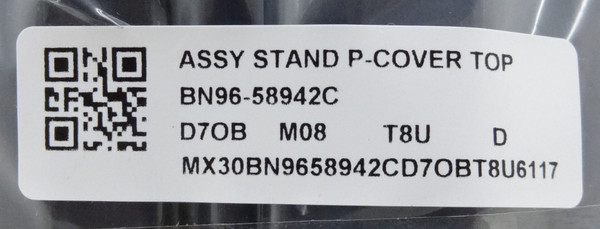 ASSY STAND P-COVER TOP
BN96-58942C
D7OB M08 T8U D
MX30BN9658942CD7OBT8U6117